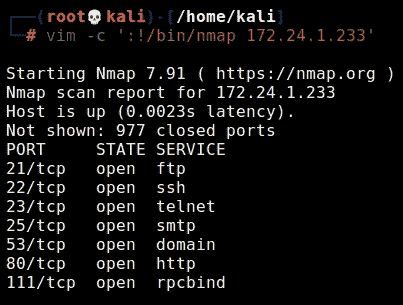 (root💀kali)-[/home/kali]
# vim -c ':!/bin/nmap 172.24.1.233'
Starting Nmap 7.91 ( https://nmap.org )
Nmap scan report for 172.24.1.233
Host is up (0.0023s latency).
Not shown: 977 closed ports
PORT STATE SERVICE
21/tcp open ftp
22/tcp open ssh
23/tcp open telnet
25/tcp open smtp
53/tcp open domain
80/tcp open http
111/tcp open rpcbind